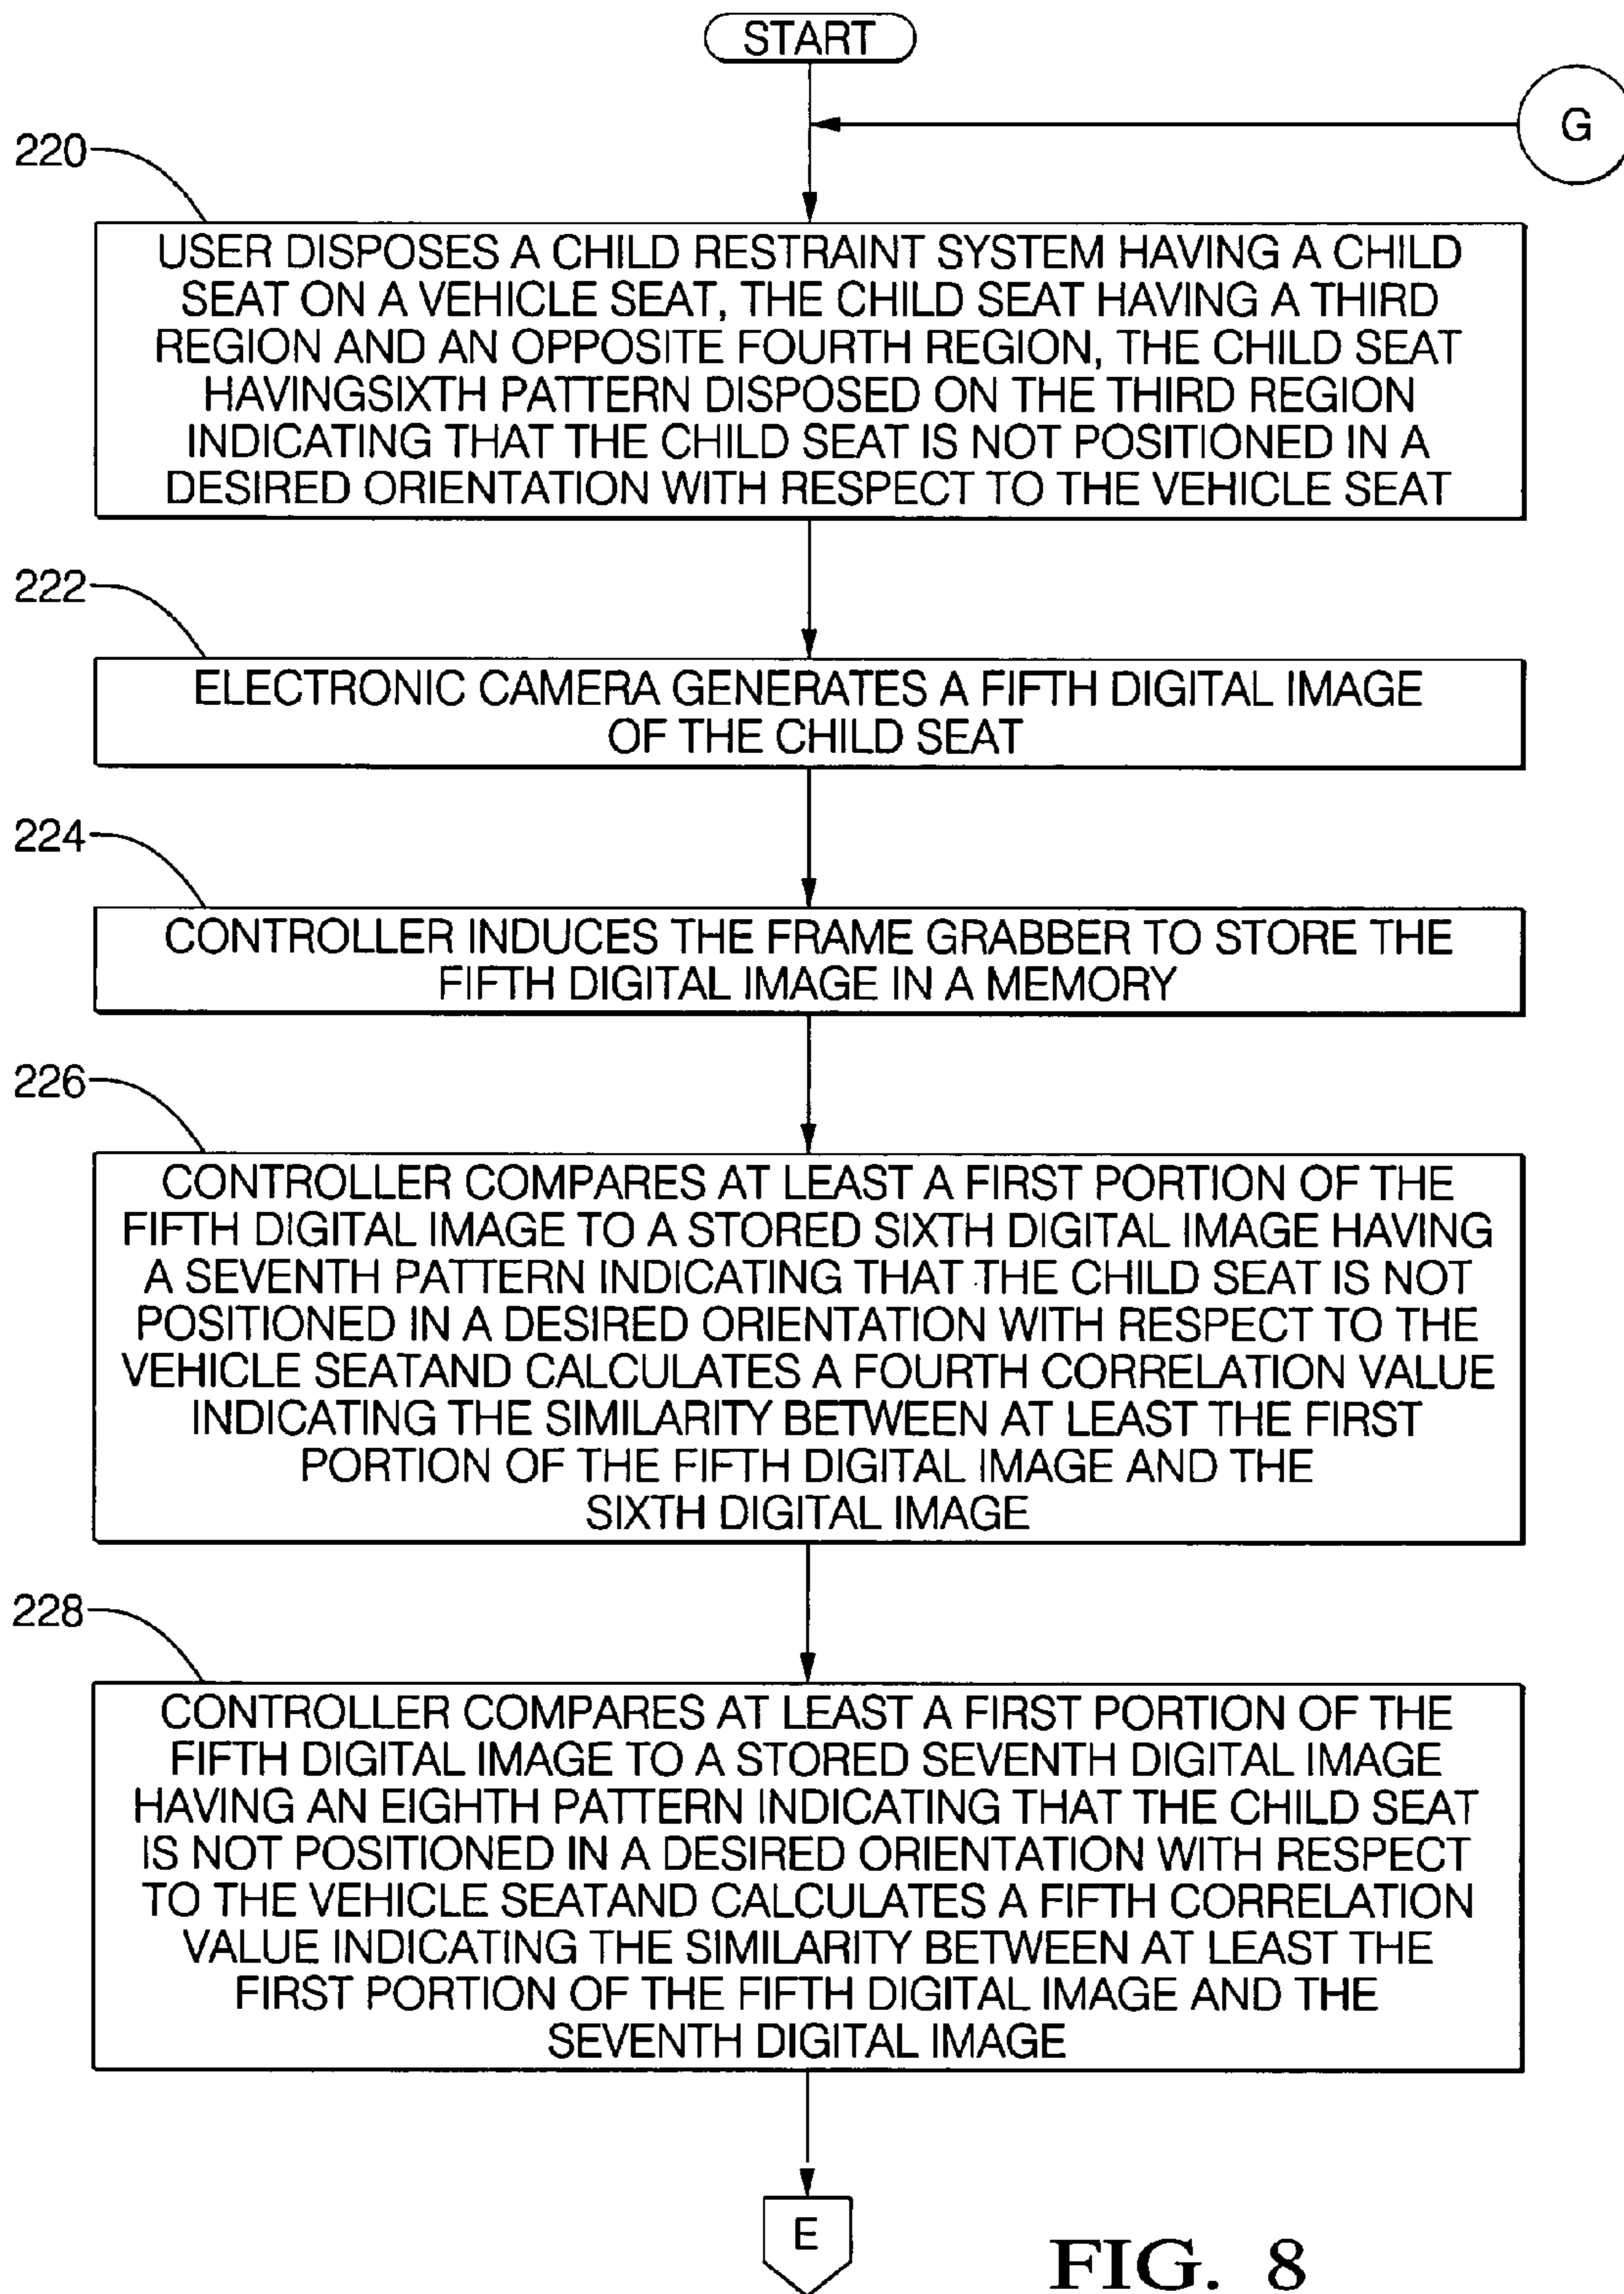 START
G
220
USER DISPOSES A CHILD RESTRAINT SYSTEM HAVING A CHILD
SEAT ON A VEHICLE SEAT, THE CHILD SEAT HAVING A THIRD
REGION AND AN OPPOSITE FOURTH REGION, THE CHILD SEAT
HAVINGSIXTH PATTERN DISPOSED ON THE THIRD REGION
INDICATING THAT THE CHILD SEAT IS NOT POSITIONED IN A
DESIRED ORIENTATION WITH RESPECT TO THE VEHICLE SEAT
222
ELECTRONIC CAMERA GENERATES A FIFTH DIGITAL IMAGE
OF THE CHILD SEAT
224
CONTROLLER INDUCES THE FRAME GRABBER TO STORE THE
FIFTH DIGITAL IMAGE IN A MEMORY
226
CONTROLLER COMPARES AT LEAST A FIRST PORTION OF THE
FIFTH DIGITAL IMAGE TO A STORED SIXTH DIGITAL IMAGE HAVING
A SEVENTH PATTERN INDICATING THAT THE CHILD SEAT IS NOT
POSITIONED IN A DESIRED ORIENTATION WITH RESPECT TO THE
VEHICLE SEATAND CALCULATES A FOURTH CORRELATION VALUE
INDICATING THE SIMILARITY BETWEEN AT LEAST THE FIRST
PORTION OF THE FIFTH DIGITAL IMAGE AND THE
SIXTH DIGITAL IMAGE
228
CONTROLLER COMPARES AT LEAST A FIRST PORTION OF THE
FIFTH DIGITAL IMAGE TO A STORED SEVENTH DIGITAL IMAGE
HAVING AN EIGHTH PATTERN INDICATING THAT THE CHILD SEAT
IS NOT POSITIONED IN A DESIRED ORIENTATION WITH RESPECT
TO THE VEHICLE SEATAND CALCULATES A FIFTH CORRELATION
VALUE INDICATING THE SIMILARITY BETWEEN AT LEAST THE
FIRST PORTION OF THE FIFTH DIGITAL IMAGE AND THE
SEVENTH DIGITAL IMAGE
E
FIG. 8